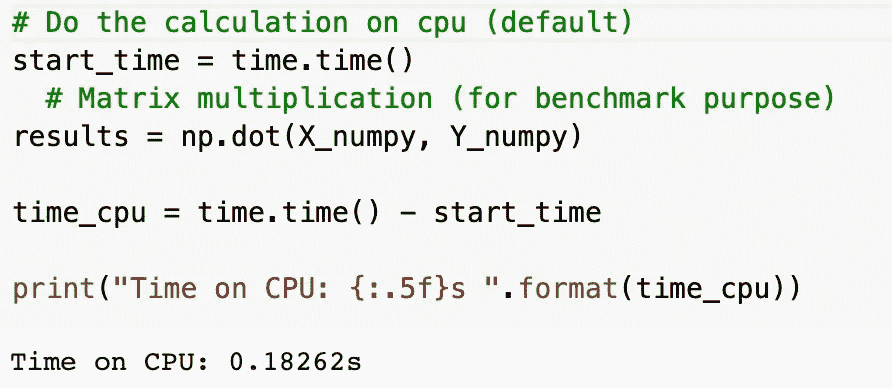 # Do the calculation on cpu (default)
start_time = time.time()
# Matrix multiplication (for benchmark purpose)
results = np.dot(X_numpy, Y_numpy)
time_cpu = time.time() - start_time
print("Time on CPU: {:.5f}s ".format(time_cpu))
Time on CPU: 0.18262s